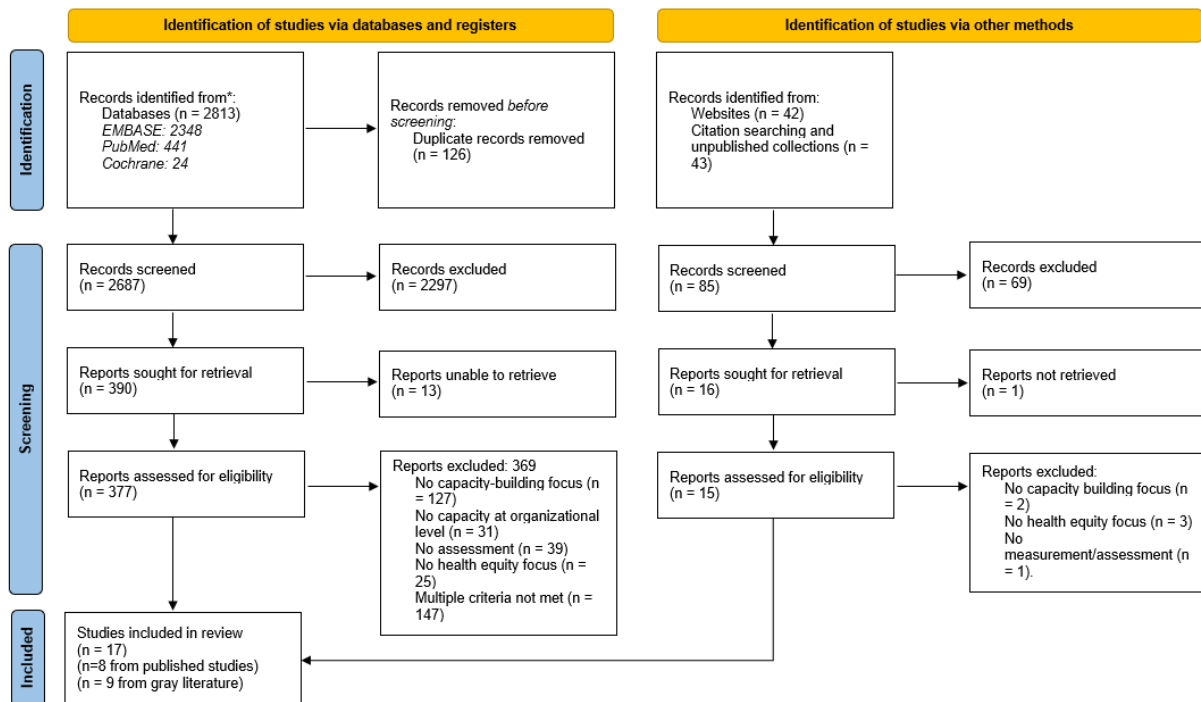 Identification of studies via databases and registers
Identification of studies via other methods
Identification
Records identified from*:
Databases (n = 2813)
EMBASE: 2348
PubMed: 441
Cochrane: 24
Records removed before
screening:
Duplicate records removed
(n = 126)
Records identified from:
Websites (n = 42)
Citation searching and
unpublished collections (n =
43)
Screening
Records screened
(n = 2687)
Records excluded
(n = 2297)
Records screened
(n = 85)
Records excluded
(n = 69)
Reports sought for retrieval
(n = 390)
Reports unable to retrieve
(n = 13)
Reports sought for retrieval
(n = 16)
Reports not retrieved
(n = 1)
Reports assessed for eligibility
(n = 377)
Reports excluded: 369
No capacity-building focus (n
= 127)
No capacity at organizational
level (n = 31)
No assessment (n = 39)
No health equity focus (n =
25)
Multiple criteria not met (n =
147)
Reports assessed for eligibility
(n = 15)
Reports excluded:
No capacity building focus (n
= 2)
No health equity focus (n = 3)
No
measurement/assessment (n
= 1).
Included
Studies included in review
(n = 17)
(n=8 from published studies)
(n = 9 from gray literature)